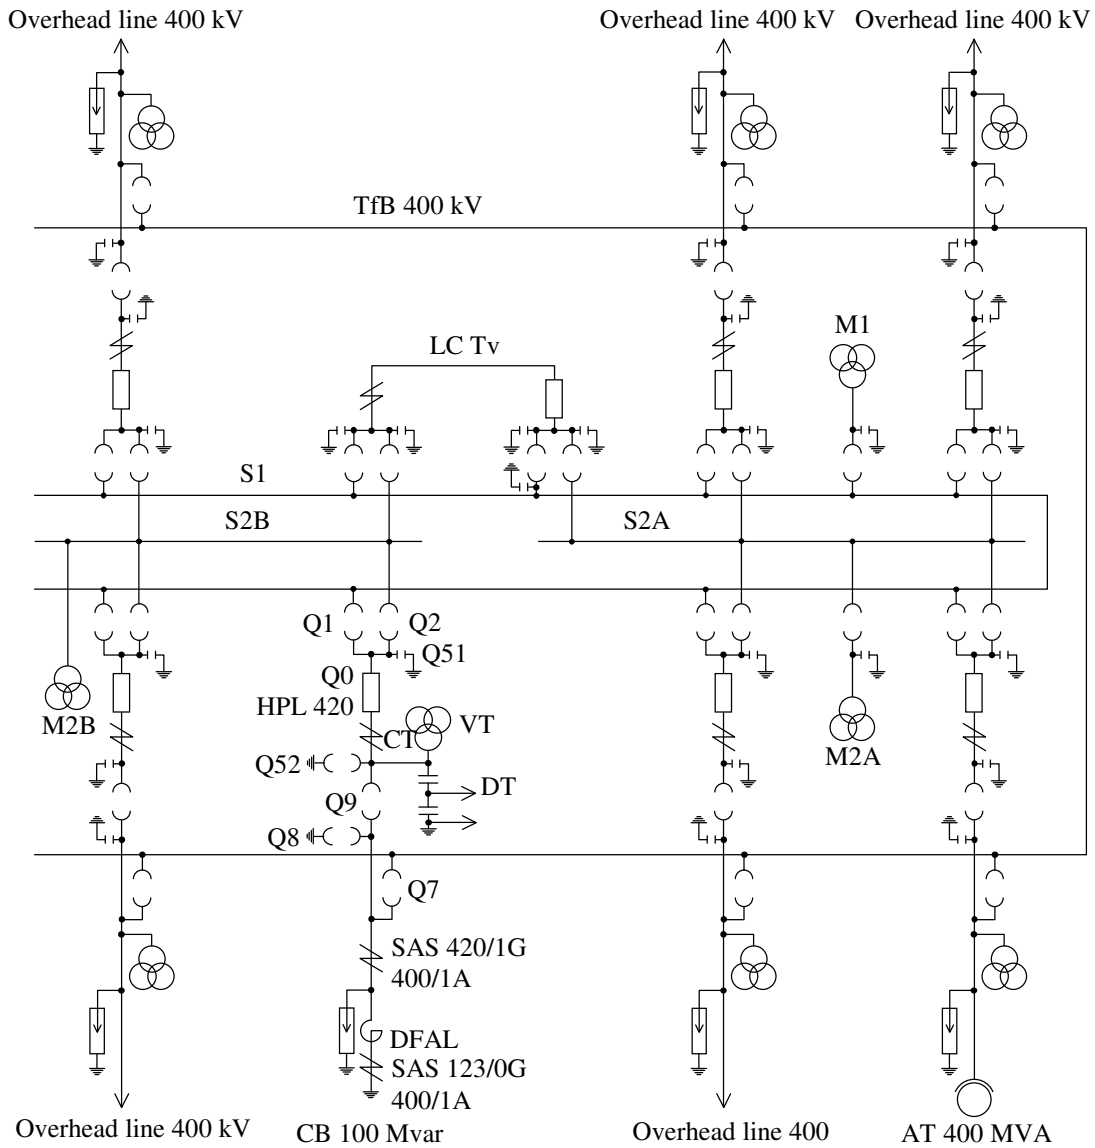 Overhead line 400 kV
Overhead line 400 kV
Overhead line 400 kV
TfB 400 kV
M1
LC Tv
S1
S2B
S2A
Q1
Q2
Q51
Q0
HPL 420
M2B
CT
VT
M2A
Q52
DT
Q9
Q8
Q7
SAS 420/1G
400/1A
DFAL
SAS 123/0G
400/1A
Overhead line 400 kV
CB 100 Mvar
Overhead line 400
AT 400 MVA